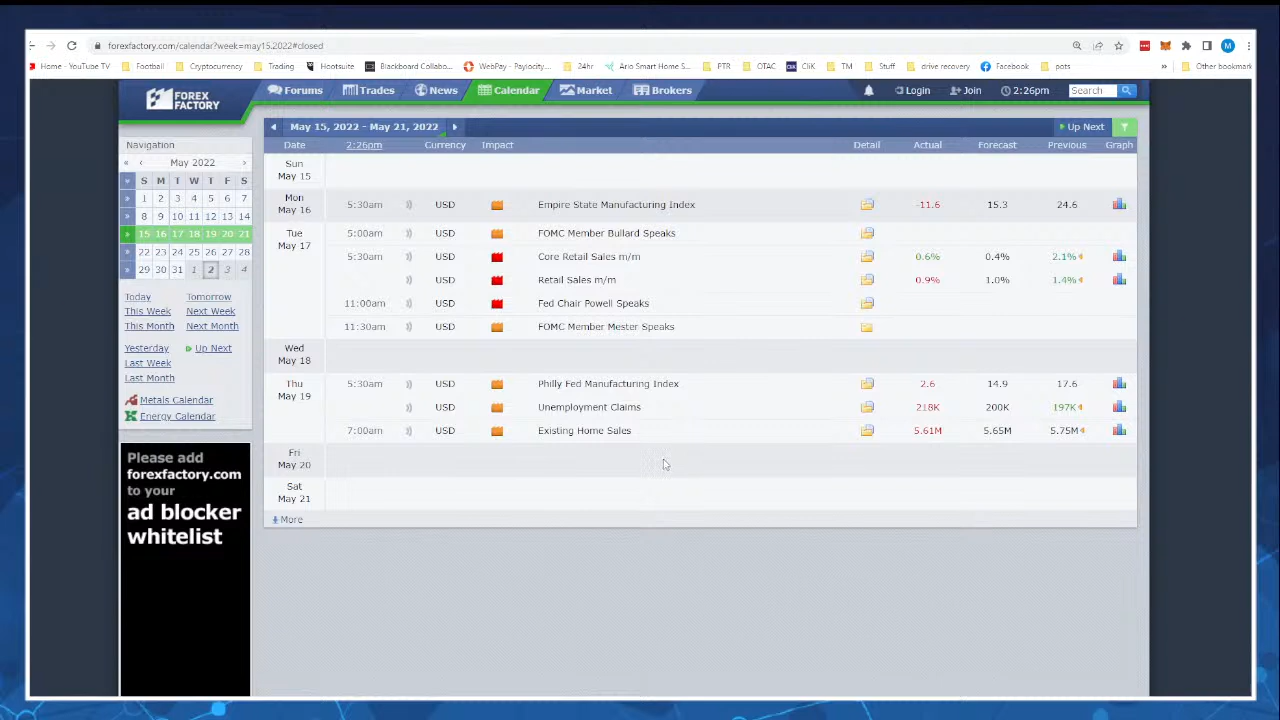 forexfactory.com/calendar?week=may15.2022#closed
M
Home - YouTube TV Football Cryptocurrency Trading Hootsuite Blackboard Collabo... WebPay - Paylocity... 24hr Ario Smart Home S... PTR OTAC Clik TM Stuff drive recovery Facebook pots » Other bookmark
FOREX FACTORY
Forums Trades News Calendar Market Brokers Login Join 2:26pm Search
May 15, 2022 - May 21, 2022 Up Next
Date 2:26pm Currency Impact Detail Actual Forecast Previous Graph
Sun May 15
Mon May 16 5:30am USD Empire State Manufacturing Index -11.6 15.3 24.6
Tue May 17 5:00am USD FOMC Member Bullard Speaks
5:30am USD Core Retail Sales m/m 0.6% 0.4% 2.1%
USD Retail Sales m/m 0.9% 1.0% 1.4%
11:00am USD Fed Chair Powell Speaks
11:30am USD FOMC Member Mester Speaks
Wed May 18
Thu May 19 5:30am USD Philly Fed Manufacturing Index 2.6 14.9 17.6
USD Unemployment Claims 218K 200K 197K
7:00am USD Existing Home Sales 5.61M 5.65M 5.75M
Fri May 20
Sat May 21
More
Navigation
« ‹ May 2022 ›
S M T W T F S
1 2 3 4 5 6 7
8 9 10 11 12 13 14
15 16 17 18 19 20 21
22 23 24 25 26 27 28
29 30 31 1 2 3 4
Today Tomorrow
This Week Next Week
This Month Next Month
Yesterday Up Next
Last Week
Last Month
Metals Calendar
Energy Calendar
Please add
forexfactory.com
to your
ad blocker
whitelist